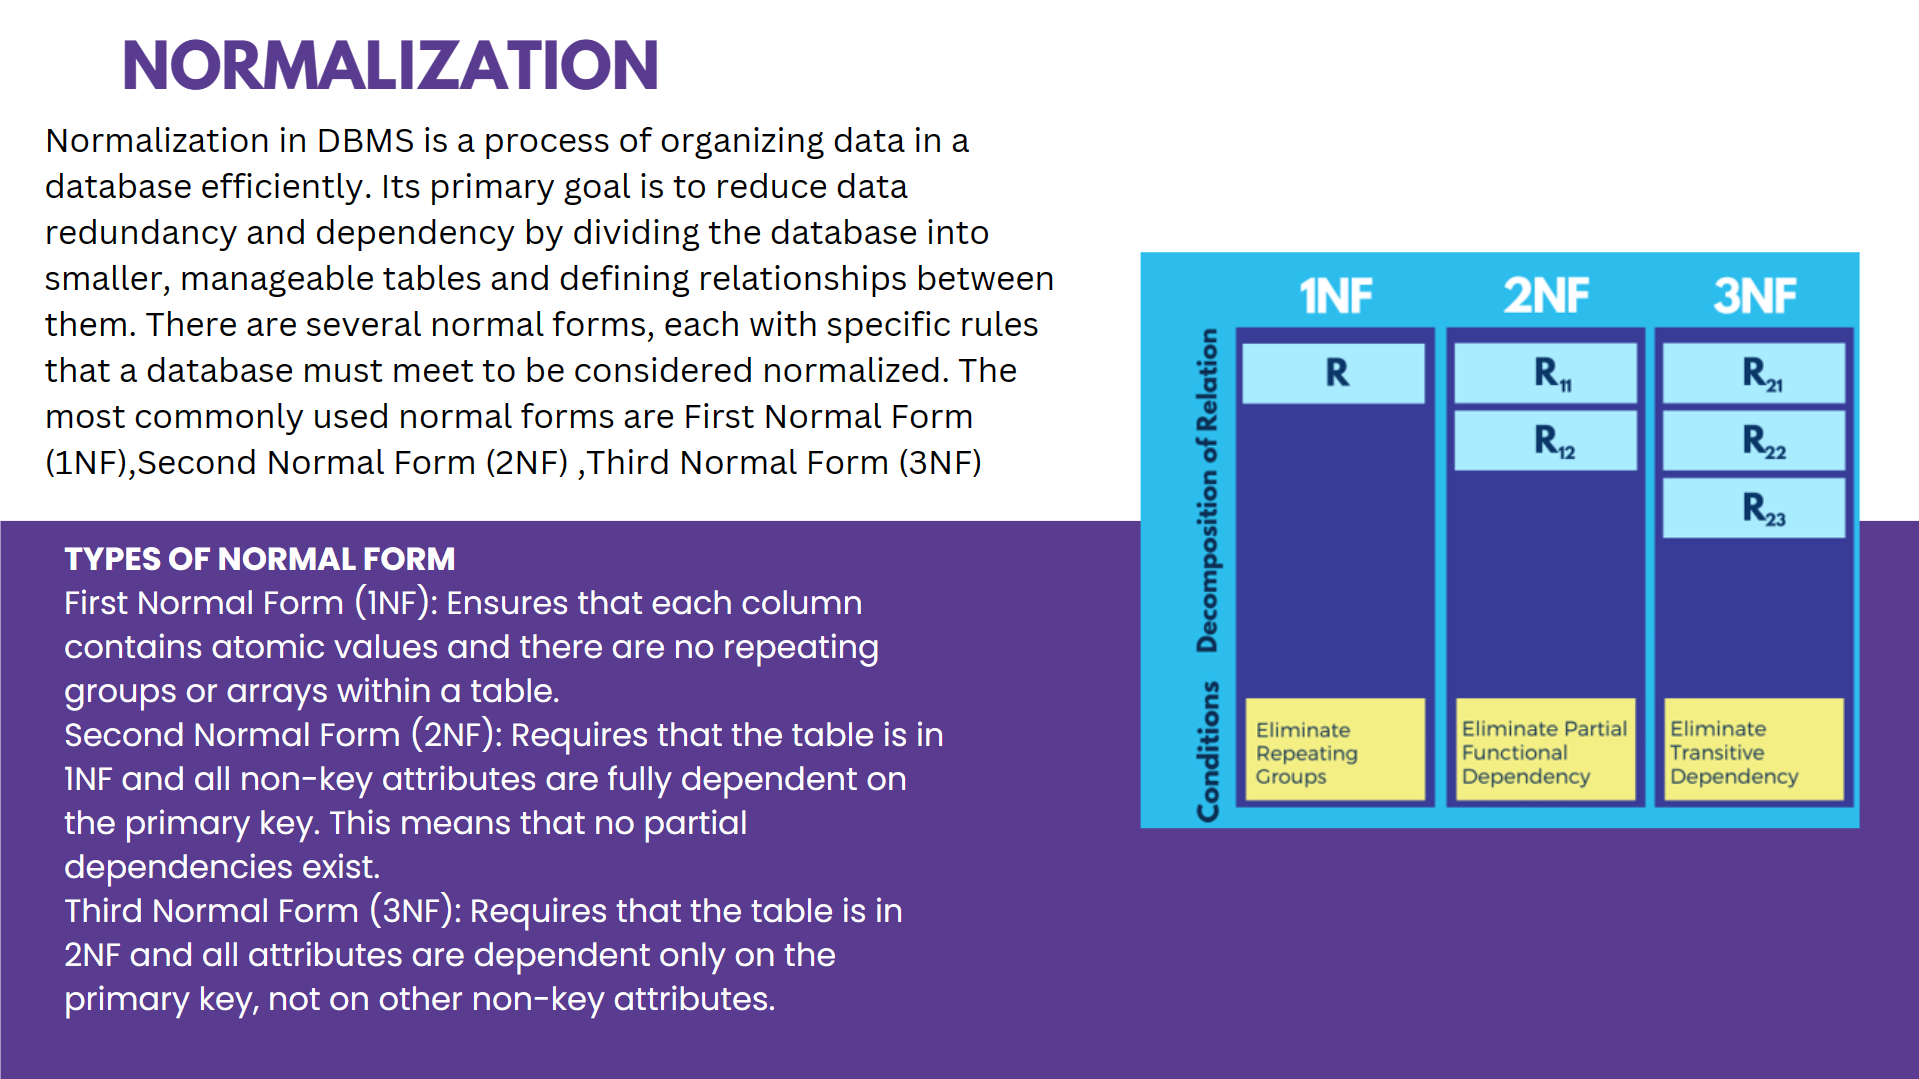 NORMALIZATION
Normalization in DBMS is a process of organizing data in a
database efficiently. Its primary goal is to reduce data
redundancy and dependency by dividing the database into
smaller, manageable tables and defining relationships between
them. There are several normal forms, each with specific rules
that a database must meet to be considered normalized. The
most commonly used normal forms are First Normal Form
(1NF),Second Normal Form (2NF) ,Third Normal Form (3NF)
TYPES OF NORMAL FORM
First Normal Form (1NF): Ensures that each column
contains atomic values and there are no repeating
groups or arrays within a table.
Second Normal Form (2NF): Requires that the table is in
1NF and all non-key attributes are fully dependent on
the primary key. This means that no partial
dependencies exist.
Third Normal Form (3NF): Requires that the table is in
2NF and all attributes are dependent only on the
primary key, not on other non-key attributes.
1NF 2NF 3NF
Decomposition of Relation
R R11 R21
R12 R22
R23
Conditions
Eliminate
Repeating
Groups
Eliminate Partial
Functional
Dependency
Eliminate
Transitive
Dependency